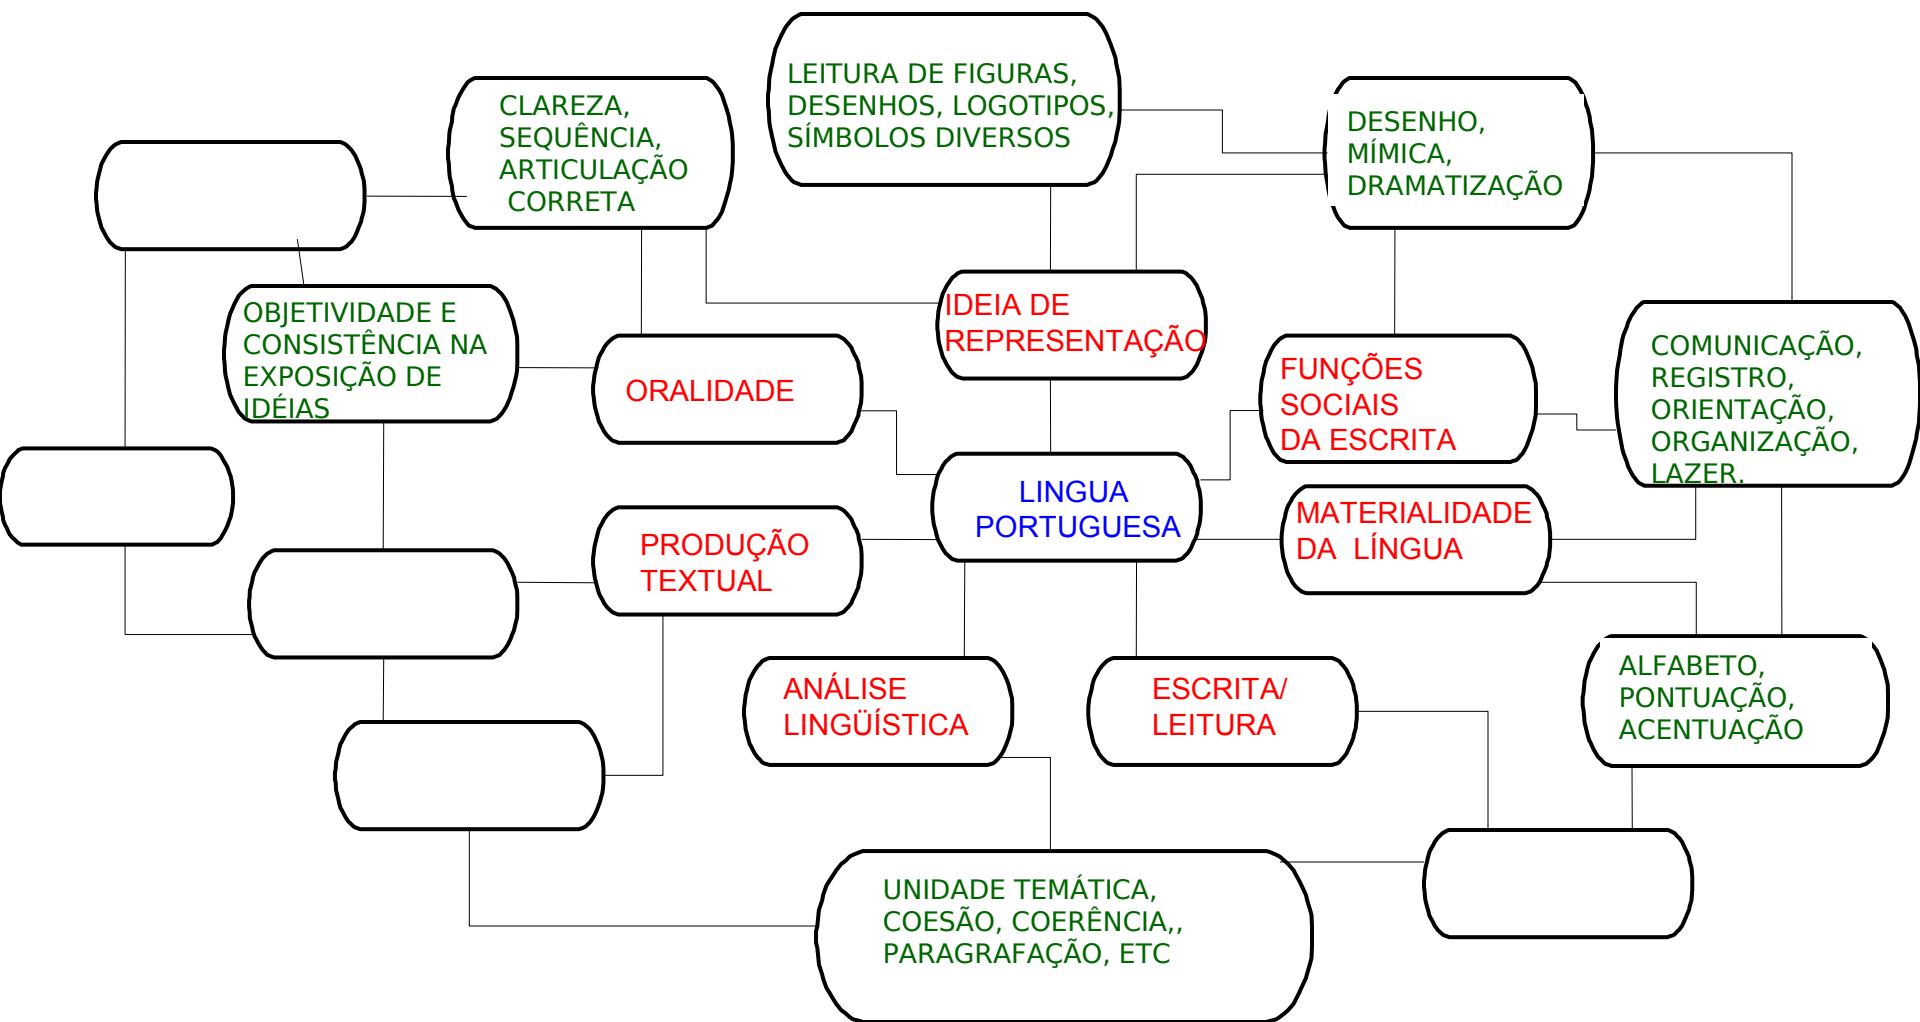 LEITURA DE FIGURAS,
DESENHOS, LOGOTIPOS,
SÍMBOLOS DIVERSOS
CLAREZA,
SEQUÊNCIA,
ARTICULAÇÃO
CORRETA
DESENHO,
MÍMICA,
DRAMATIZAÇÃO
OBJETIVIDADE E
CONSISTÊNCIA NA
EXPOSIÇÃO DE
IDÉIAS
IDEIA DE
REPRESENTAÇÃO
ORALIDADE
FUNÇÕES
SOCIAIS
DA ESCRITA
COMUNICAÇÃO,
REGISTRO,
ORIENTAÇÃO,
ORGANIZAÇÃO,
LAZER.
LINGUA
PORTUGUESA
MATERIALIDADE
DA LÍNGUA
PRODUÇÃO
TEXTUAL
ANÁLISE
LINGÜÍSTICA
ESCRITA/
LEITURA
ALFABETO,
PONTUAÇÃO,
ACENTUAÇÃO
UNIDADE TEMÁTICA,
COESÃO, COERÊNCIA,,
PARAGRAFAÇÃO, ETC